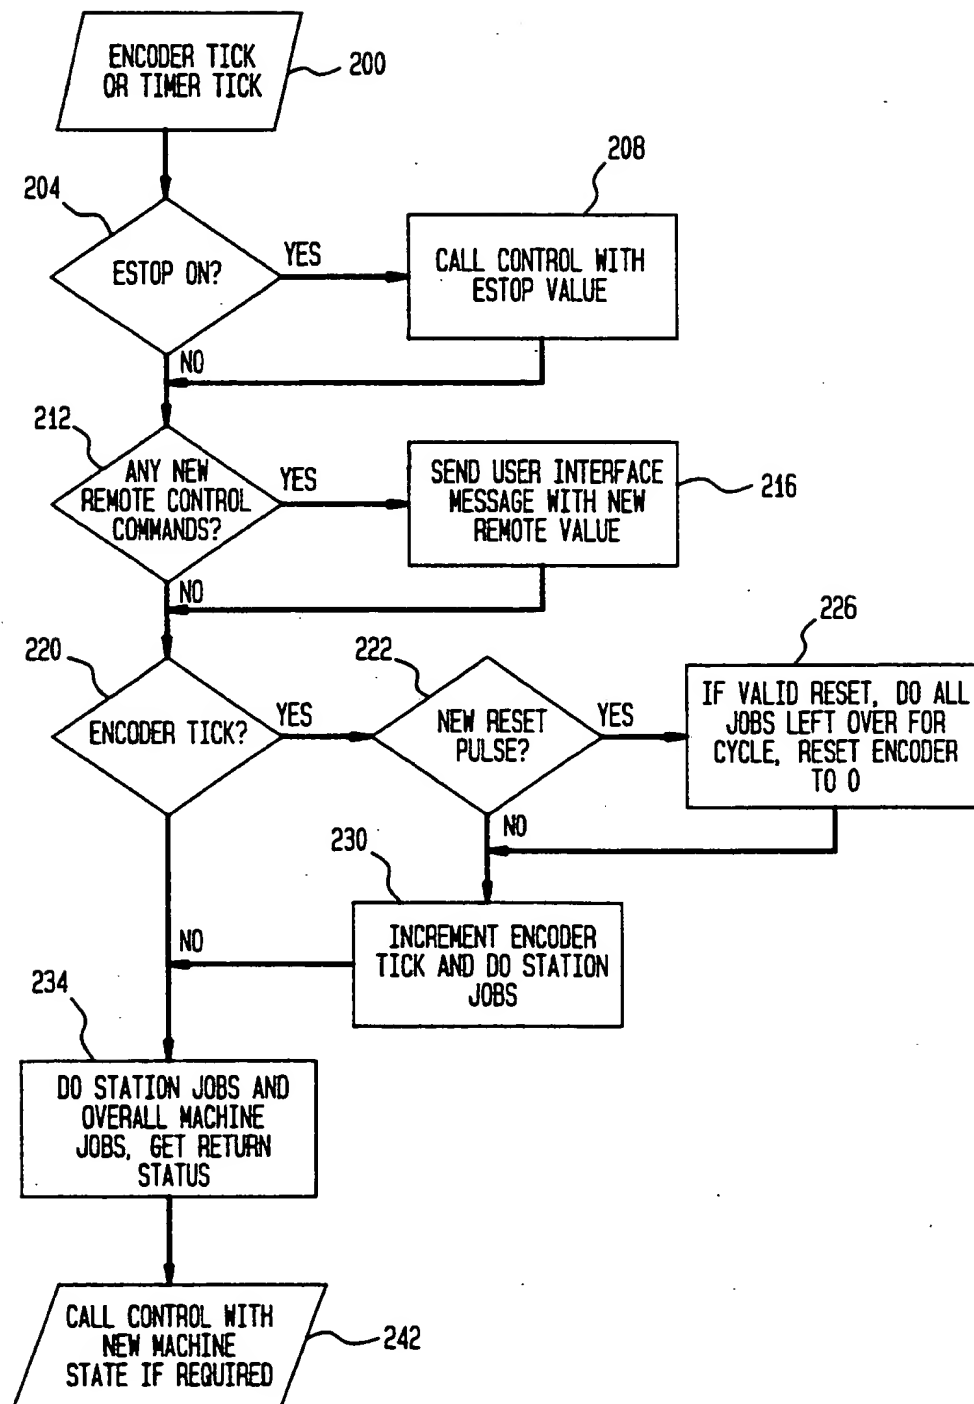 ENCODER TICK
OR TIMER TICK
200
204
ESTOP ON?
YES
208
CALL CONTROL WITH
ESTOP VALUE
NO
212
ANY NEW
REMOTE CONTROL
COMMANDS?
YES
SEND USER INTERFACE
MESSAGE WITH NEW
REMOTE VALUE
216
NO
220
ENCODER TICK?
YES
222
NEW RESET
PULSE?
YES
226
IF VALID RESET, DO ALL
JOBS LEFT OVER FOR
CYCLE, RESET ENCODER
TO 0
NO
230
INCREMENT ENCODER
TICK AND DO STATION
JOBS
NO
234
DO STATION JOBS AND
OVERALL MACHINE
JOBS, GET RETURN
STATUS
CALL CONTROL WITH
NEW MACHINE
STATE IF REQUIRED
242